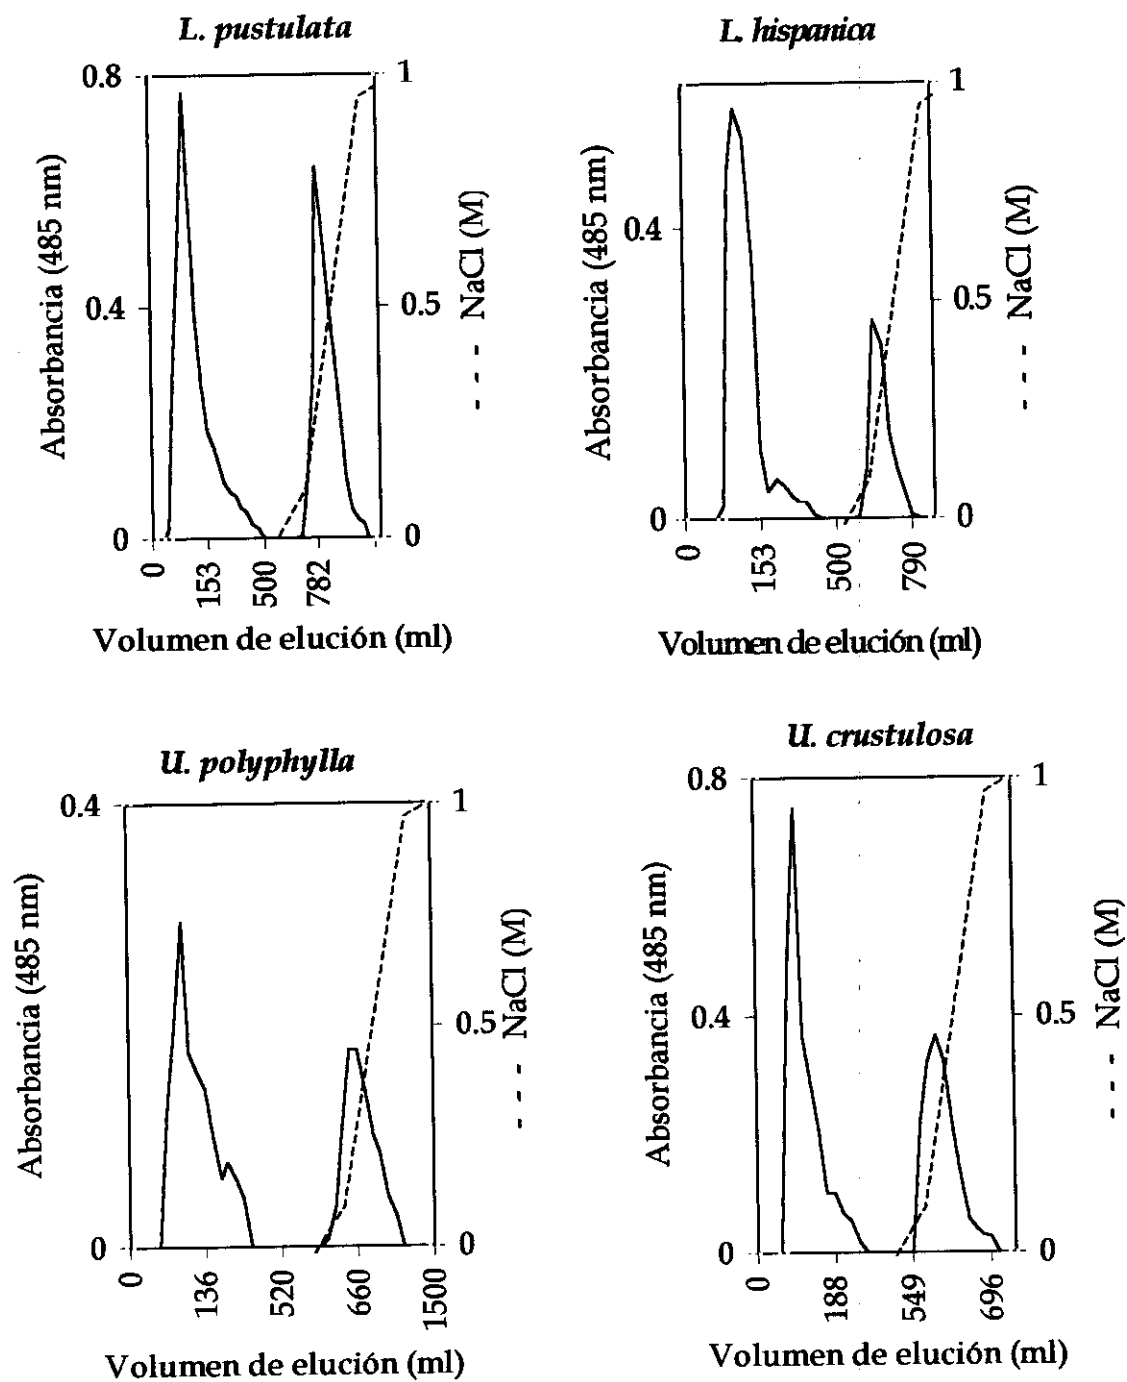 L. pustulata
0.8
1
Absorbancia (485 nm)
0.4
0.5
- - - NaCl (M)
0
0
0
153
500
782
Volumen de elución (ml)
L. hispanica
1
Absorbancia (485 nm)
0.4
0.5
- - - NaCl (M)
0
0
0
153
500
790
Volumen de elución (ml)
U. polyphylla
0.4
1
Absorbancia (485 nm)
0.5
- - - NaCl (M)
0
0
0
136
520
660
1500
Volumen de elución (ml)
U. crustulosa
0.8
1
Absorbancia (485 nm)
0.4
0.5
- - - NaCl (M)
0
0
0
188
549
696
Volumen de elución (ml)